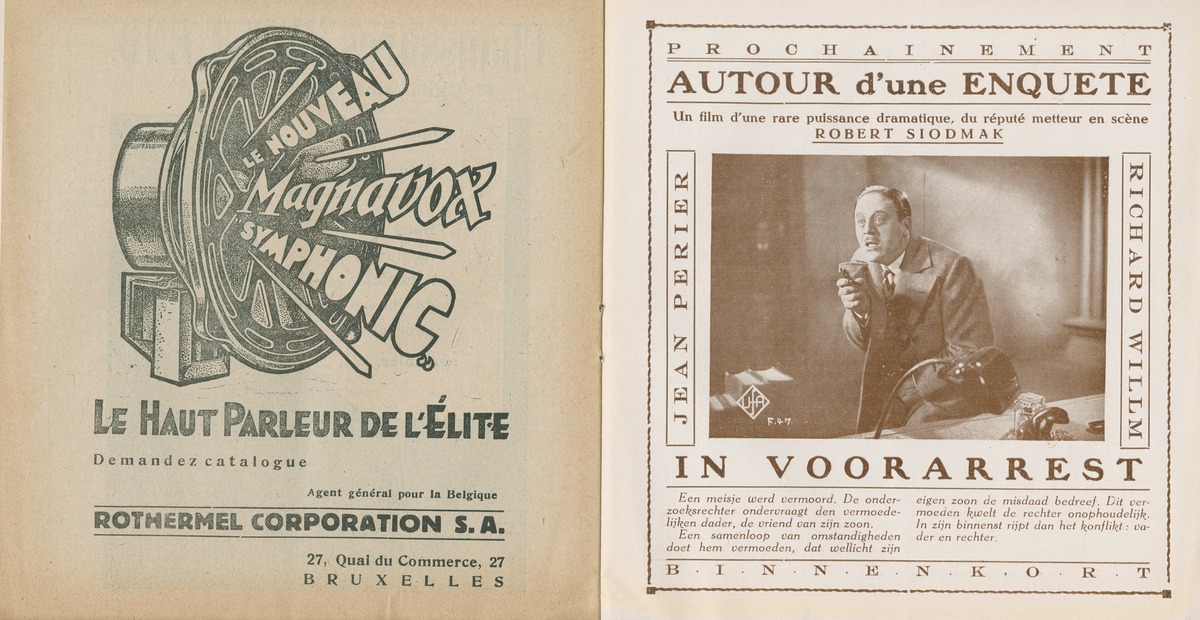 LE NOUVEAU
Magnavox
SYMPHONIC
LE HAUT PARLEUR DE L'ÉLITE
Demandez catalogue
Agent général pour la Belgique
ROTHERMEL CORPORATION S. A.
27, Quai du Commerce, 27
BRUXELLES
PROCHAINEMENT
AUTOUR d'une ENQUETE
Un film d'une rare puissance dramatique, du réputé metteur en scène
ROBERT SIODMAK
JEAN PERIER
RICHARD WILLM
UFA
F.47
IN VOORARREST
Een meisje werd vermoord. De onder-
zoeksrechter ondervraagt den vermoede-
lijken dader, de vriend van zijn zoon.
Een samenloop van omstandigheden
doet hem vermoeden, dat wellicht zijn
eigen zoon de misdaad bedreef. Dit ver-
moeden kwelt de rechter onophoudelijk.
In zijn binnenst rijpt dan het konflikt : va-
der en rechter.
B.I.N.N.E.N.K.O.R.T